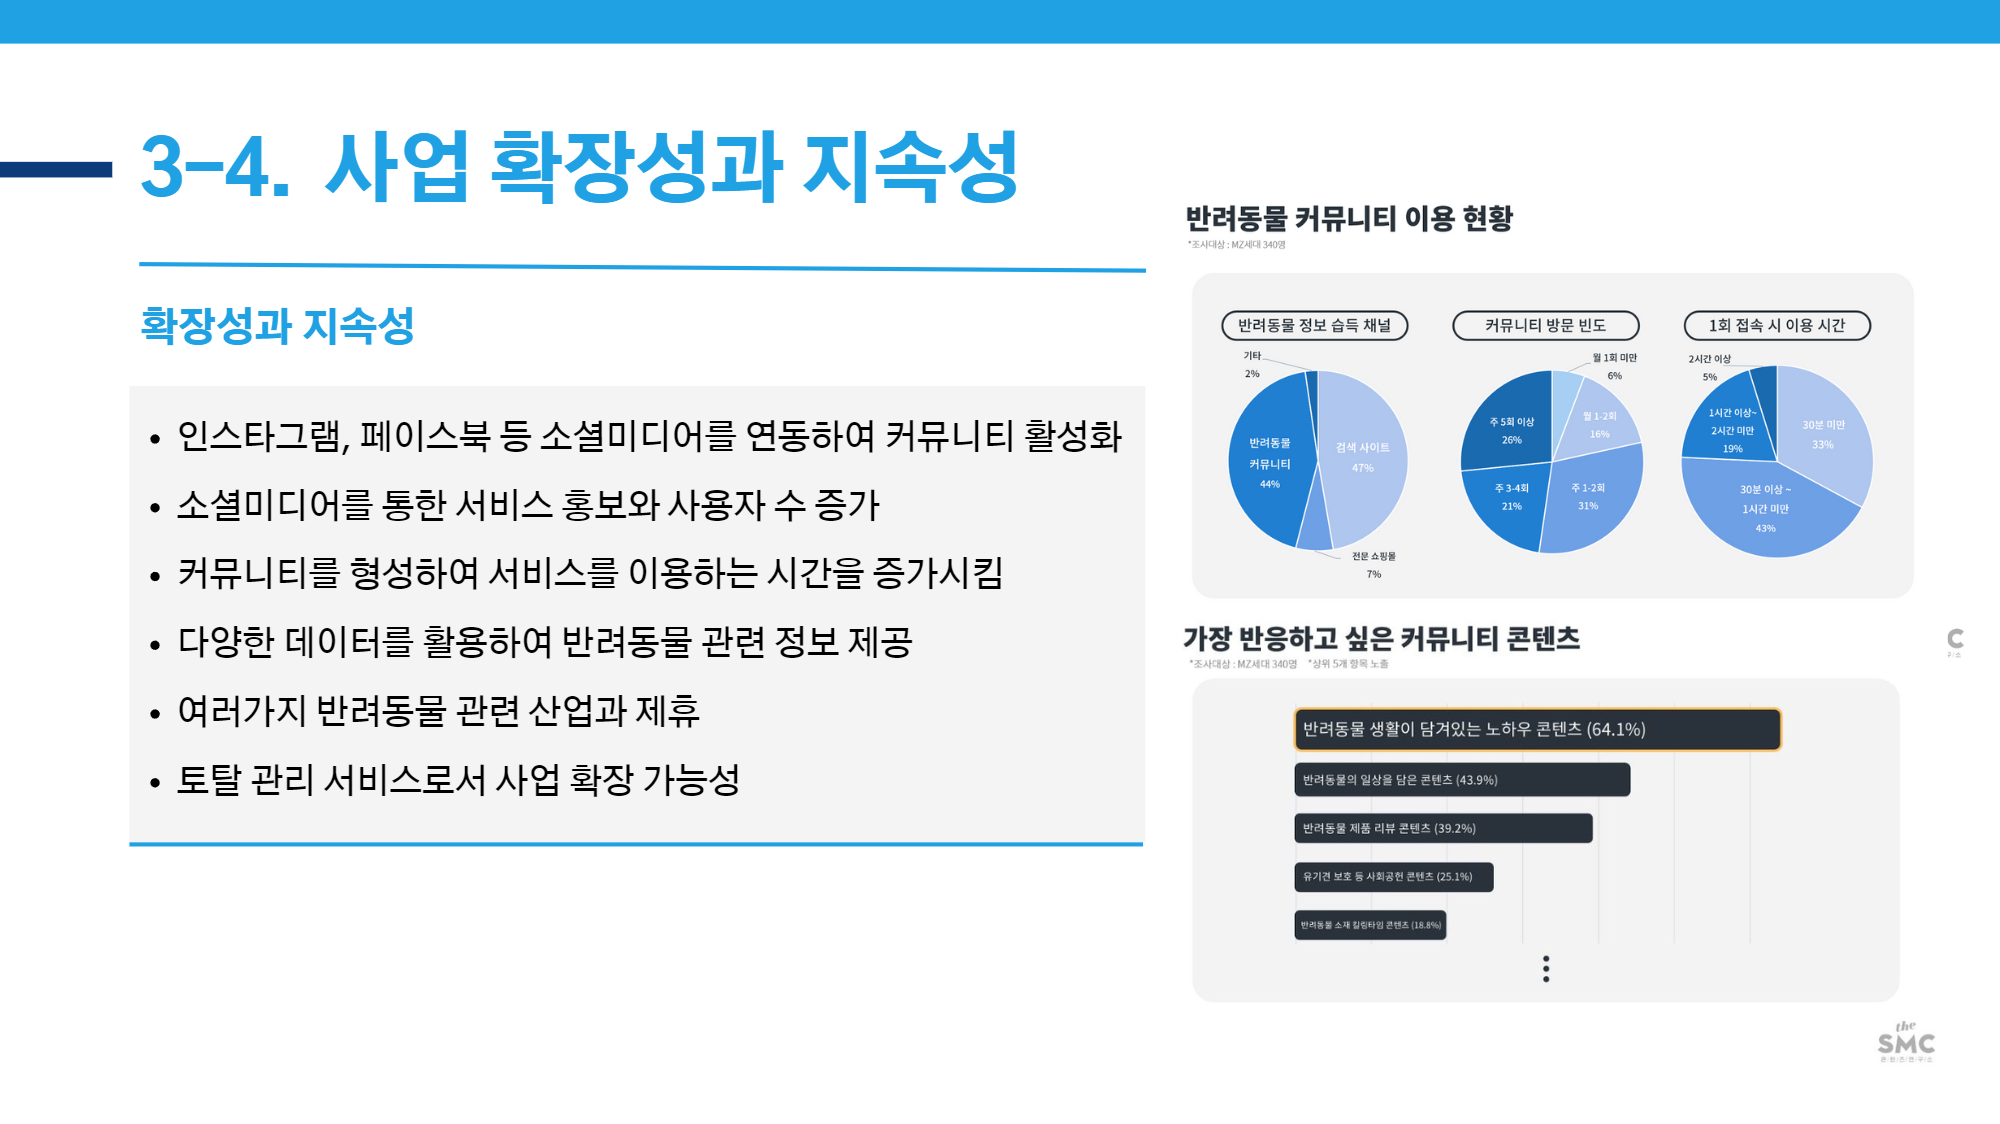 3-4. 사업 확장성과 지속성
확장성과 지속성
• 인스타그램, 페이스북 등 소셜미디어를 연동하여 커뮤니티 활성화
• 소셜미디어를 통한 서비스 홍보와 사용자 수 증가
• 커뮤니티를 형성하여 서비스를 이용하는 시간을 증가시킴
• 다양한 데이터를 활용하여 반려동물 관련 정보 제공
• 여러가지 반려동물 관련 산업과 제휴
• 토탈 관리 서비스로서 사업 확장 가능성
반려동물 커뮤니티 이용 현황
*조사대상 : MZ세대 340명
반려동물 정보 습득 채널
기타
2%
반려동물
커뮤니티
44%
검색 사이트
47%
전문 쇼핑몰
7%
커뮤니티 방문 빈도
월 1회 미만
6%
월 1-2회
16%
주 5회 이상
26%
주 3-4회
21%
주 1-2회
31%
1회 접속 시 이용 시간
2시간 이상
5%
1시간 이상~
2시간 미만
19%
30분 미만
33%
30분 이상 ~
1시간 미만
43%
가장 반응하고 싶은 커뮤니티 콘텐츠
*조사대상 : MZ세대 340명 *상위 5개 항목 노출
C
구/소
반려동물 생활이 담겨있는 노하우 콘텐츠 (64.1%)
반려동물의 일상을 담은 콘텐츠 (43.9%)
반려동물 제품 리뷰 콘텐츠 (39.2%)
유기견 보호 등 사회공헌 콘텐츠 (25.1%)
반려동물 소재 킬링타임 콘텐츠 (18.8%)
the
SMC
콘/텐/츠/연/구/소